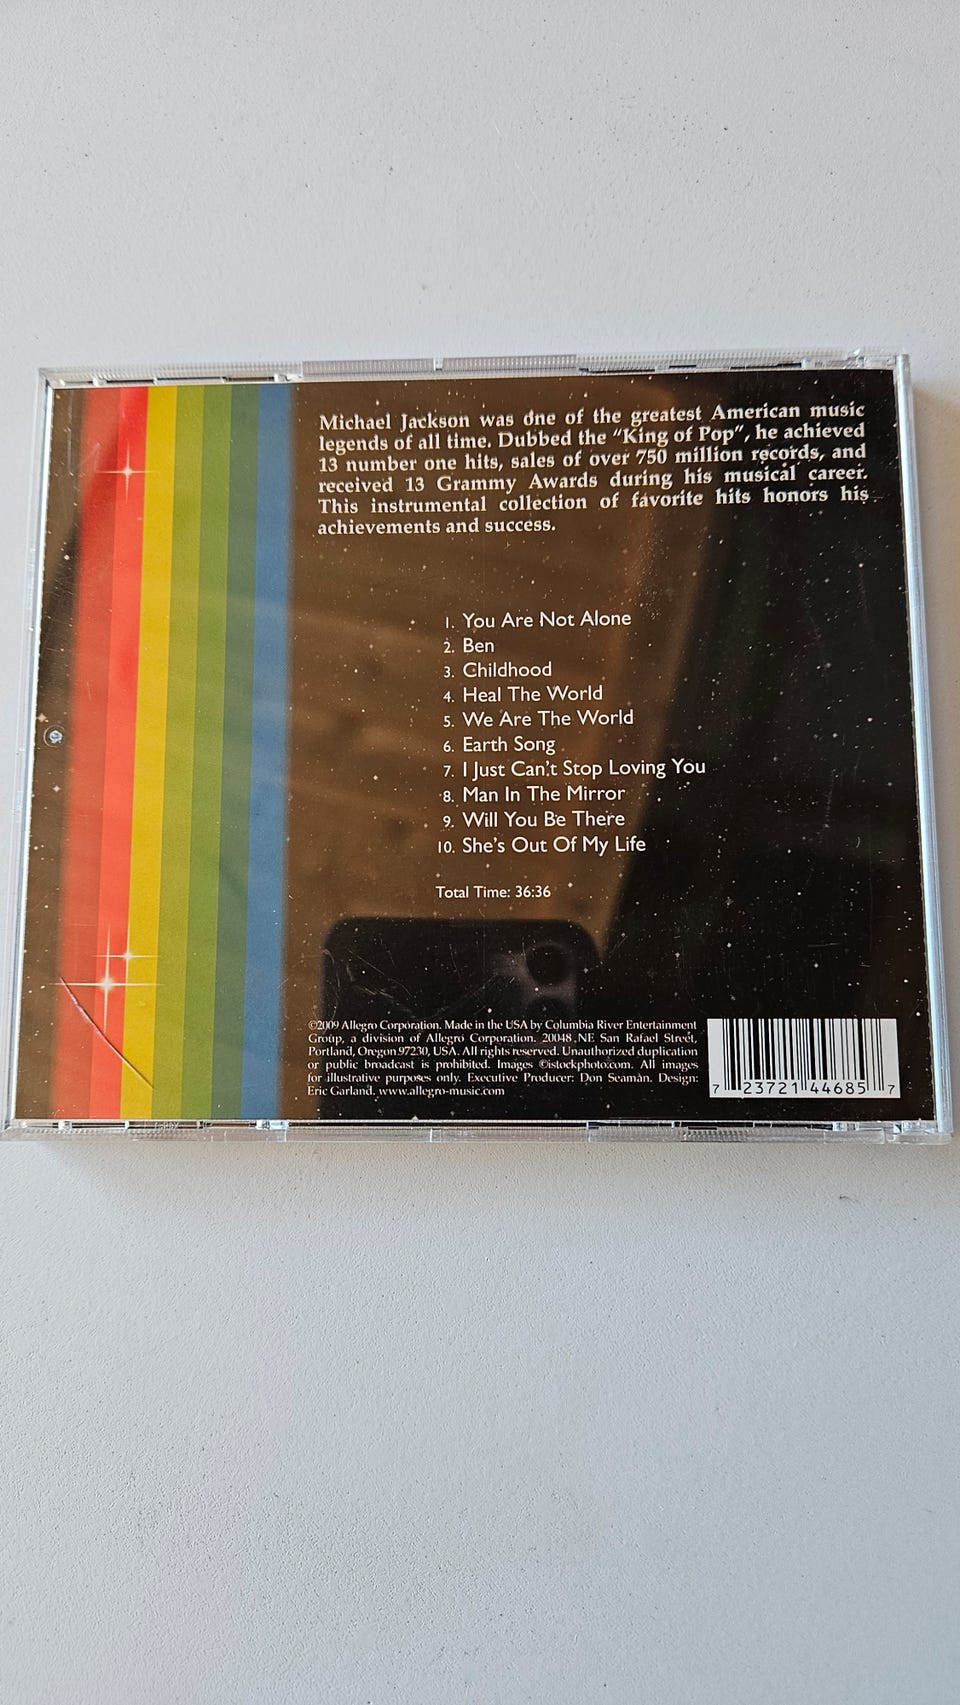 Michael Jackson was one of the greatest American music
legends of all time. Dubbed the “King of Pop”, he achieved
13 number one hits, sales of over 750 million records, and
received 13 Grammy Awards during his musical career.
This instrumental collection of favorite hits honors his
achievements and success.
1. You Are Not Alone
2. Ben
3. Childhood
4. Heal The World
5. We Are The World
6. Earth Song
7. I Just Can't Stop Loving You
8. Man In The Mirror
9. Will You Be There
10. She's Out Of My Life
Total Time: 36:36
©2009 Allegro Corporation. Made in the USA by Columbia River Entertainment
Group, a division of Allegro Corporation. 20048 NE San Rafael Street,
Portland, Oregon 97230, USA. All rights reserved. Unauthorized duplication
or public broadcast is prohibited. Images ©istockphoto.com. All images
for illustrative purposes only. Executive Producer: Don Seaman. Design:
Eric Garland. www.allegro-music.com
7 23721 44685 7